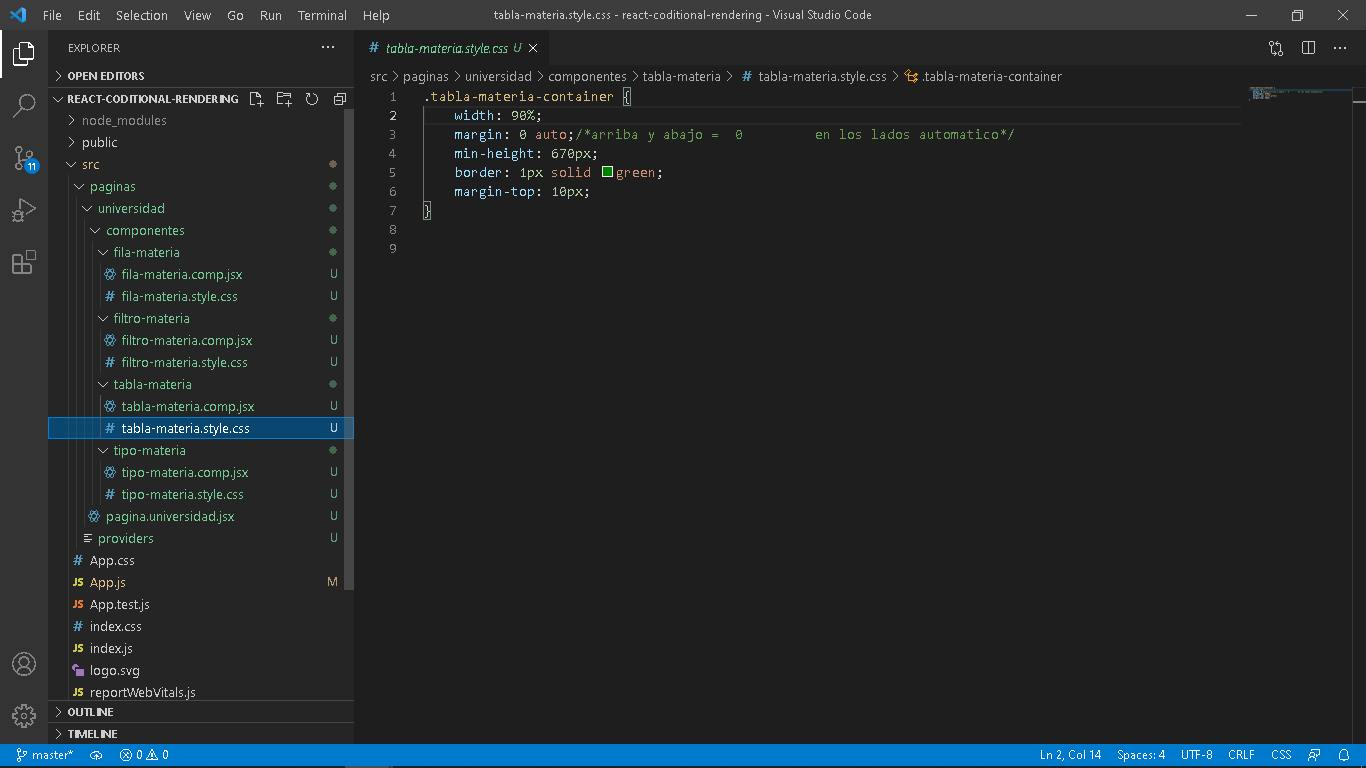 File Edit Selection View Go Run Terminal Help tabla-materia.style.css - react-coditional-rendering - Visual Studio Code
EXPLORER
OPEN EDITORS
REACT-CODITIONAL-RENDERING
node_modules
public
src
paginas
universidad
componentes
fila-materia
fila-materia.comp.jsx U
# fila-materia.style.css U
filtro-materia
filtro-materia.comp.jsx U
# filtro-materia.style.css U
tabla-materia
tabla-materia.comp.jsx U
# tabla-materia.style.css U
tipo-materia
tipo-materia.comp.jsx U
# tipo-materia.style.css U
pagina.universidad.jsx U
providers U
# App.css
JS App.js M
JS App.test.js
# index.css
JS index.js
logo.svg
JS reportWebVitals.js
OUTLINE
TIMELINE
11
# tabla-materia.style.css U
src > paginas > universidad > componentes > tabla-materia > # tabla-materia.style.css > .tabla-materia-container
1 .tabla-materia-container {
2 width: 90%;
3 margin: 0 auto;/*arriba y abajo = 0 en los lados automatico*/
4 min-height: 670px;
5 border: 1px solid green;
6 margin-top: 10px;
7 }
8
9
master* 0 0 Ln 2, Col 14 Spaces: 4 UTF-8 CRLF CSS